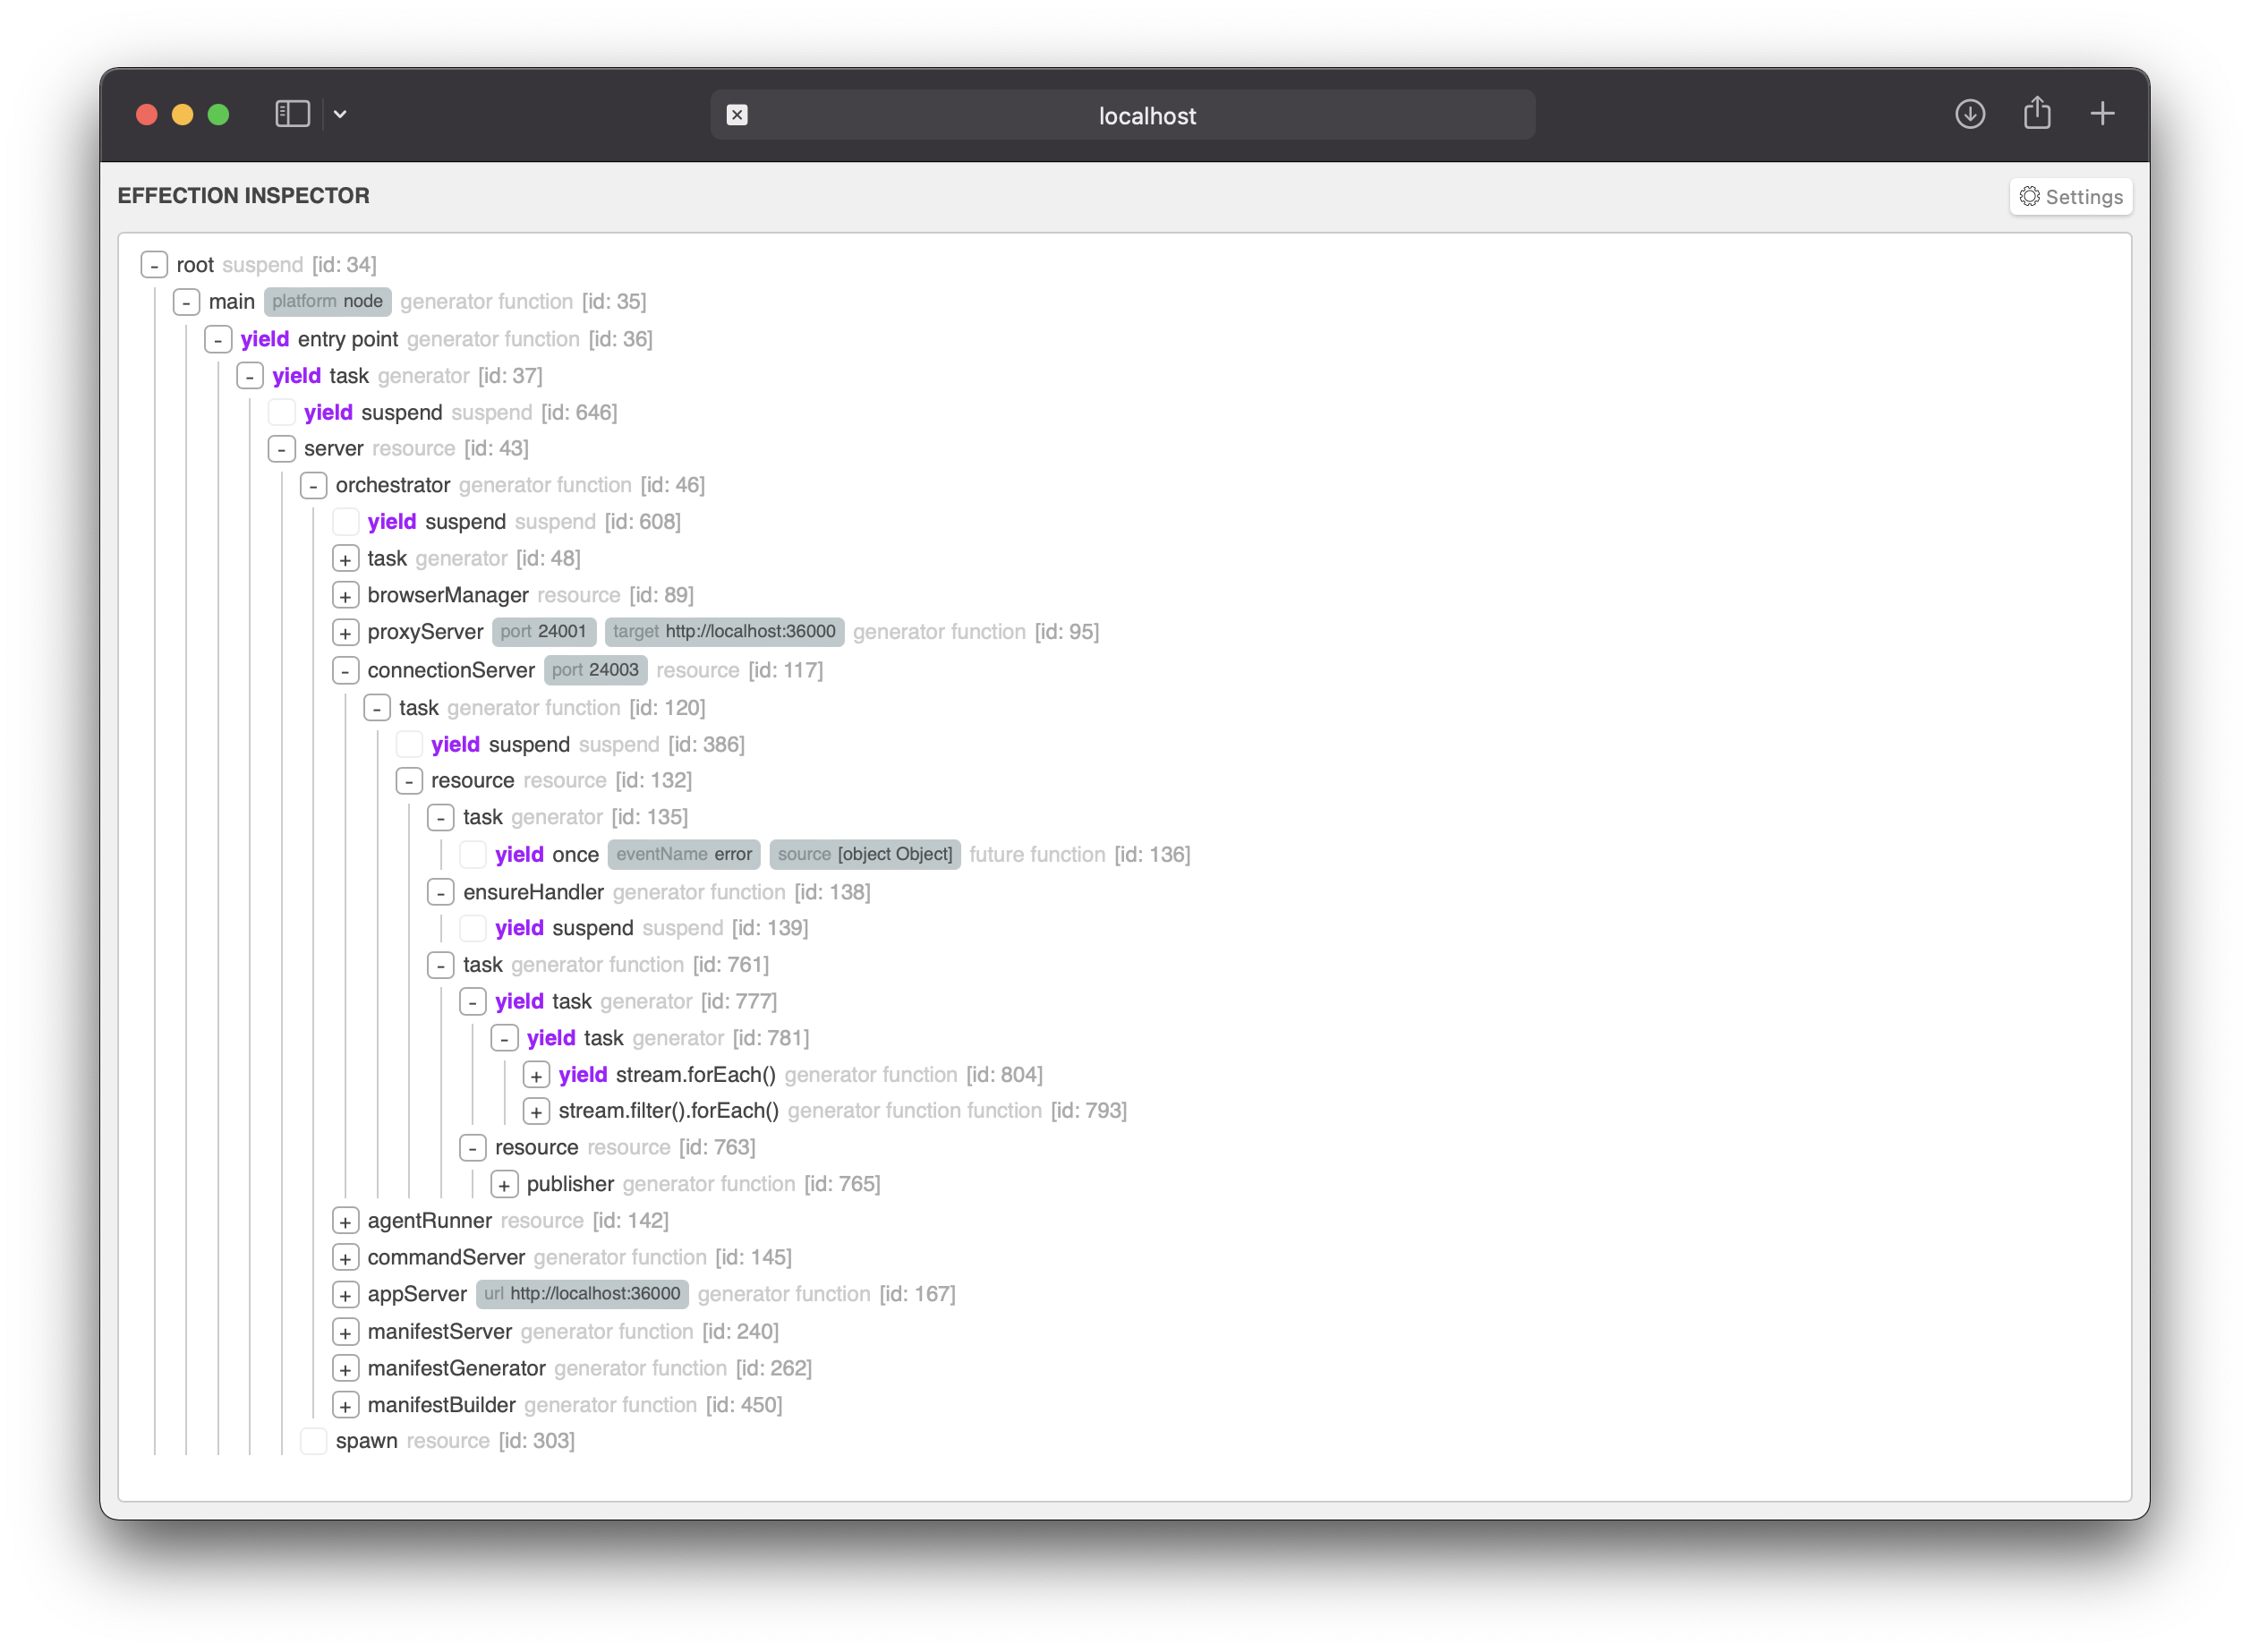 localhost
EFFECTION INSPECTOR
Settings
- root suspend [id: 34]
- main platform node generator function [id: 35]
- yield entry point generator function [id: 36]
- yield task generator [id: 37]
yield suspend suspend [id: 646]
- server resource [id: 43]
- orchestrator generator function [id: 46]
yield suspend suspend [id: 608]
+ task generator [id: 48]
+ browserManager resource [id: 89]
+ proxyServer port 24001 target http://localhost:36000 generator function [id: 95]
- connectionServer port 24003 resource [id: 117]
- task generator function [id: 120]
yield suspend suspend [id: 386]
- resource resource [id: 132]
- task generator [id: 135]
yield once eventName error source [object Object] future function [id: 136]
- ensureHandler generator function [id: 138]
yield suspend suspend [id: 139]
- task generator function [id: 761]
- yield task generator [id: 777]
- yield task generator [id: 781]
+ yield stream.forEach() generator function [id: 804]
+ stream.filter().forEach() generator function function [id: 793]
- resource resource [id: 763]
+ publisher generator function [id: 765]
+ agentRunner resource [id: 142]
+ commandServer generator function [id: 145]
+ appServer url http://localhost:36000 generator function [id: 167]
+ manifestServer generator function [id: 240]
+ manifestGenerator generator function [id: 262]
+ manifestBuilder generator function [id: 450]
spawn resource [id: 303]